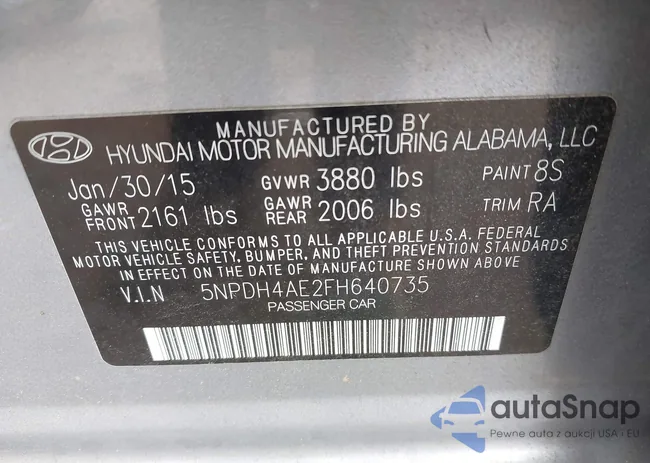 MANUFACTURED BY
HYUNDAI MOTOR MANUFACTURING ALABAMA, LLC
Jan/30/15 GVWR 3880 lbs PAINT 8S
GAWR FRONT 2161 lbs GAWR REAR 2006 lbs TRIM RA
THIS VEHICLE CONFORMS TO ALL APPLICABLE U.S.A. FEDERAL
MOTOR VEHICLE SAFETY, BUMPER, AND THEFT PREVENTION STANDARDS
IN EFFECT ON THE DATE OF MANUFACTURE SHOWN ABOVE
V.I.N 5NPDH4AE2FH640735
PASSENGER CAR
autaSnap
Pewne auta z aukcji USA i EU